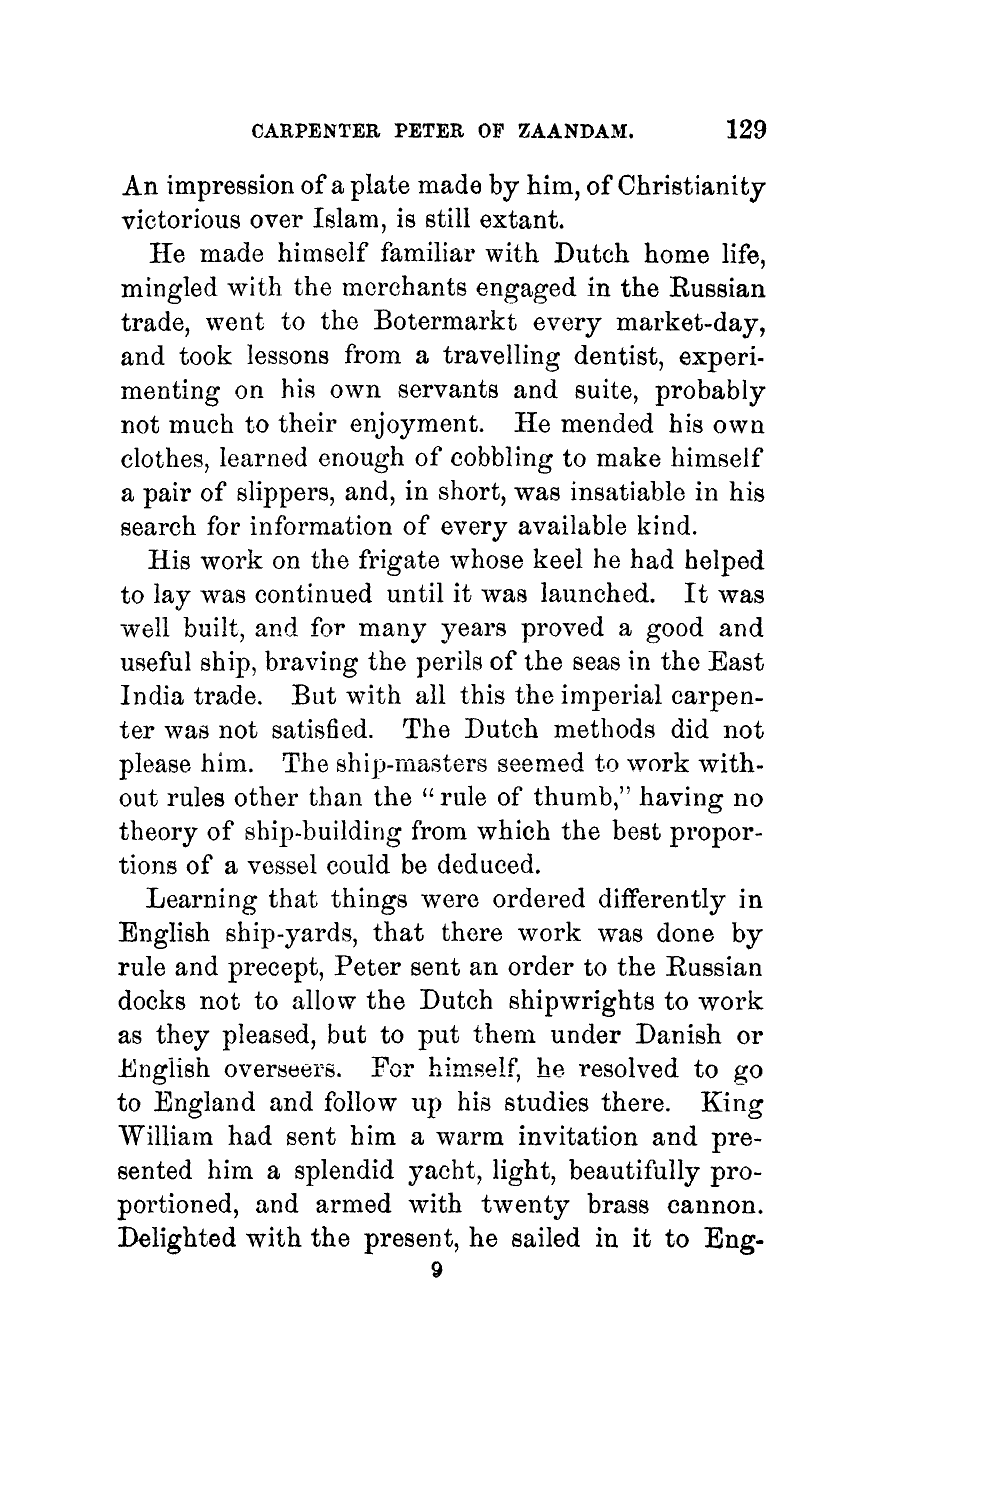 CARPENTER PETER OF ZAANDAM. 129
An impression of a plate made by him, of Christianity
victorious over Islam, is still extant.
He made himself familiar with Dutch home life,
mingled with the merchants engaged in the Russian
trade, went to the Botermarkt every market-day,
and took lessons from a travelling dentist, experi-
menting on his own servants and suite, probably
not much to their enjoyment. He mended his own
clothes, learned enough of cobbling to make himself
a pair of slippers, and, in short, was insatiable in his
search for information of every available kind.
His work on the frigate whose keel he had helped
to lay was continued until it was launched. It was
well built, and for many years proved a good and
useful ship, braving the perils of the seas in the East
India trade. But with all this the imperial carpen-
ter was not satisfied. The Dutch methods did not
please him. The ship-masters seemed to work with-
out rules other than the “rule of thumb,” having no
theory of ship-building from which the best propor-
tions of a vessel could be deduced.
Learning that things were ordered differently in
English ship-yards, that there work was done by
rule and precept, Peter sent an order to the Russian
docks not to allow the Dutch shipwrights to work
as they pleased, but to put them under Danish or
English overseers. For himself, he resolved to go
to England and follow up his studies there. King
William had sent him a warm invitation and pre-
sented him a splendid yacht, light, beautifully pro-
portioned, and armed with twenty brass cannon.
Delighted with the present, he sailed in it to Eng-
9